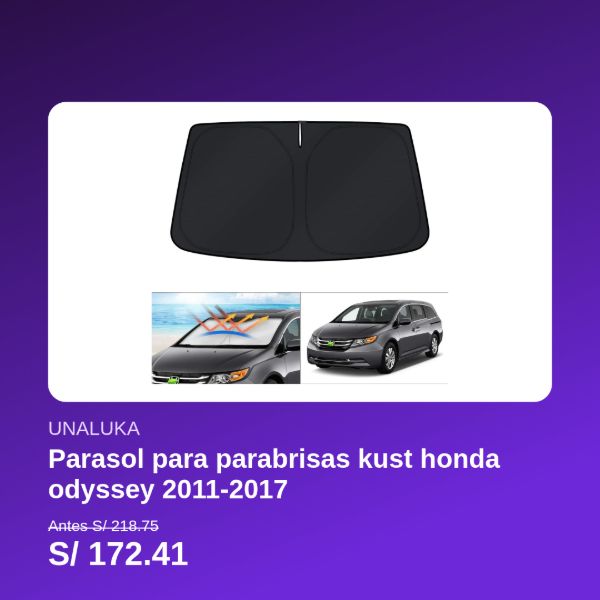 UNALUKA
Parasol para parabrisas kust honda
odyssey 2011-2017
Antes S/ 218.75
S/ 172.41